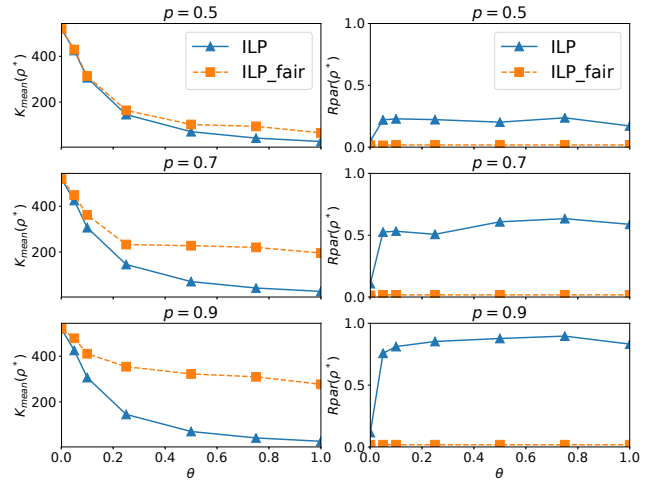 p = 0.5
K_mean(ρ*)
400
200
ILP
ILP_fair
p = 0.5
Rpar(ρ*)
1.0
0.5
0.0
ILP
ILP_fair
p = 0.7
K_mean(ρ*)
400
200
p = 0.7
Rpar(ρ*)
1.0
0.5
0.0
p = 0.9
K_mean(ρ*)
400
200
0.0 0.2 0.4 0.6 0.8 1.0
θ
p = 0.9
Rpar(ρ*)
1.0
0.5
0.0
0.0 0.2 0.4 0.6 0.8 1.0
θ